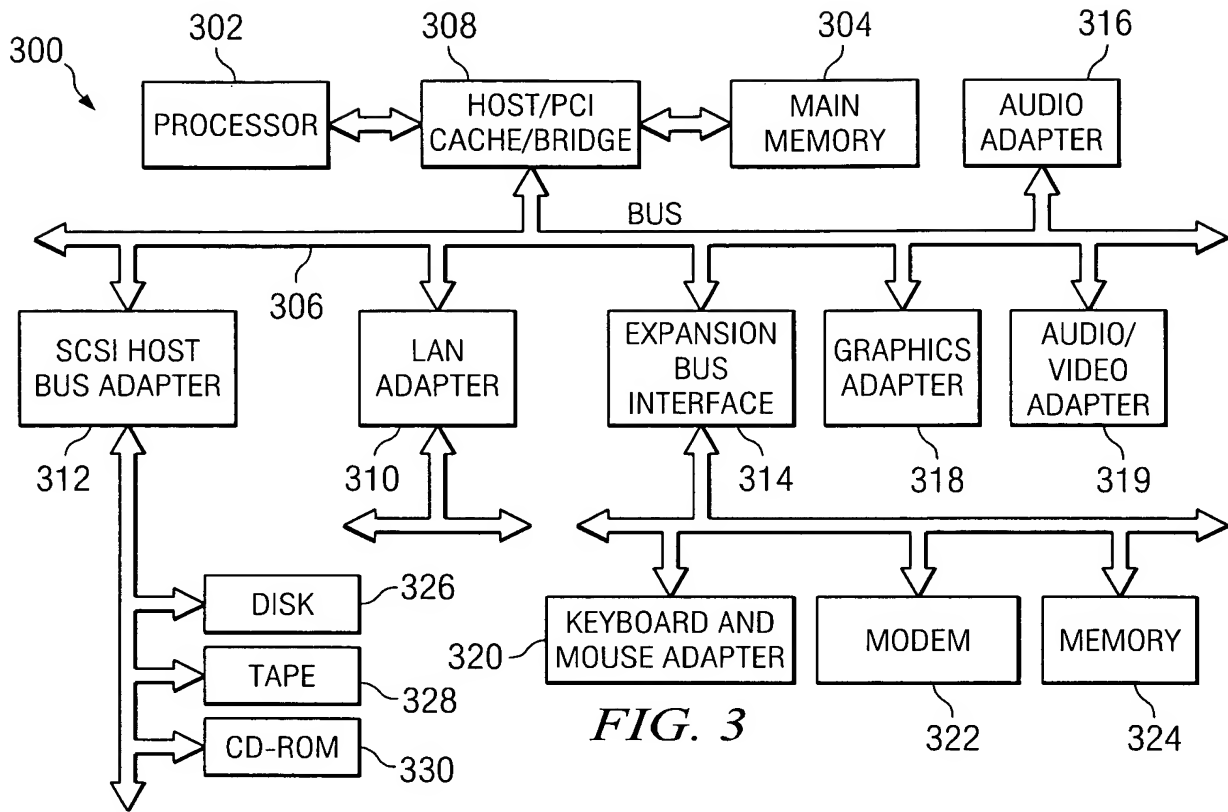 300
302
308
304
316
PROCESSOR
HOST/PCI
CACHE/BRIDGE
MAIN
MEMORY
AUDIO
ADAPTER
BUS
306
SCSI HOST
BUS ADAPTER
LAN
ADAPTER
EXPANSION
BUS
INTERFACE
GRAPHICS
ADAPTER
AUDIO/
VIDEO
ADAPTER
312
310
314
318
319
DISK
326
TAPE
328
CD-ROM
330
320
KEYBOARD AND
MOUSE ADAPTER
MODEM
MEMORY
322
324
FIG. 3